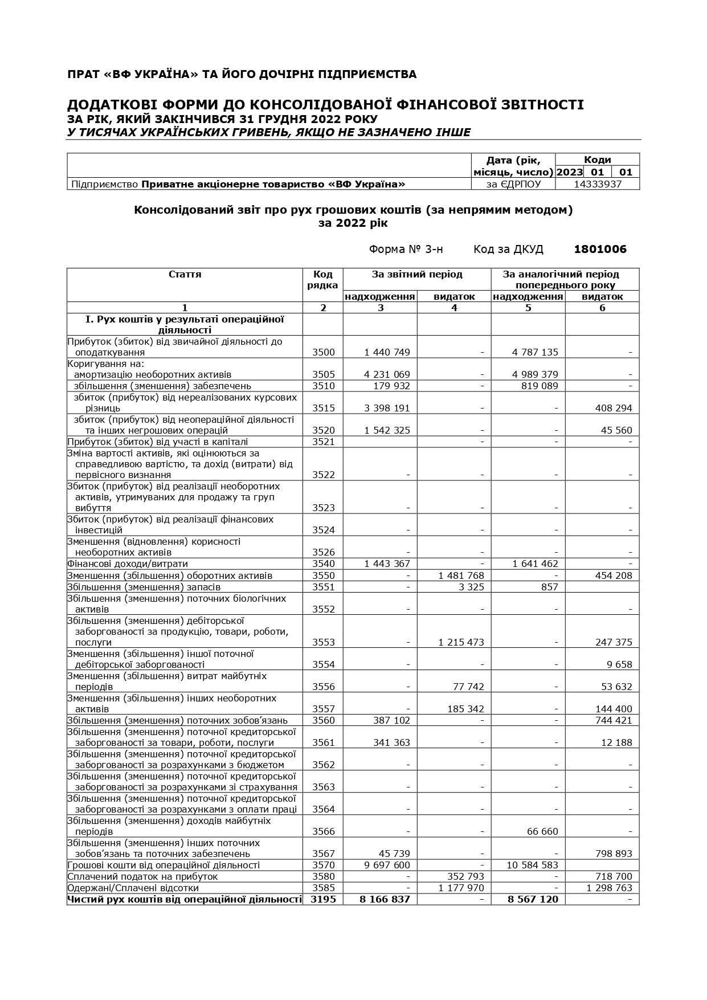 ПРАТ «ВФ УКРАЇНА» ТА ЙОГО ДОЧІРНІ ПІДПРИЄМСТВА
ДОДАТКОВІ ФОРМИ ДО КОНСОЛІДОВАНОЇ ФІНАНСОВОЇ ЗВІТНОСТІ
ЗА РІК, ЯКИЙ ЗАКІНЧИВСЯ 31 ГРУДНЯ 2022 РОКУ
У ТИСЯЧАХ УКРАЇНСЬКИХ ГРИВЕНЬ, ЯКЩО НЕ ЗАЗНАЧЕНО ІНШЕ
Дата (рік, Коди
місяць, число) 2023 01 01
Підприємство Приватне акціонерне товариство «ВФ Україна» за ЄДРПОУ 14333937
Консолідований звіт про рух грошових коштів (за непрямим методом)
за 2022 рік
Форма № 3-н Код за ДКУД 1801006
Стаття Код За звітний період За аналогічний період
рядка попереднього року
надходження видаток надходження видаток
1 2 3 4 5 6
I. Рух коштів у результаті операційної
діяльності
Прибуток (збиток) від звичайної діяльності до
оподаткування 3500 1 440 749 - 4 787 135 -
Коригування на:
амортизацію необоротних активів 3505 4 231 069 - 4 989 379 -
збільшення (зменшення) забезпечень 3510 179 932 - 819 089 -
збиток (прибуток) від нереалізованих курсових
різниць 3515 3 398 191 - - 408 294
збиток (прибуток) від неопераційної діяльності
та інших негрошових операцій 3520 1 542 325 - - 45 560
Прибуток (збиток) від участі в капіталі 3521 - - -
Зміна вартості активів, які оцінюються за
справедливою вартістю, та дохід (витрати) від
первісного визнання 3522 - - - -
Збиток (прибуток) від реалізації необоротних
активів, утримуваних для продажу та груп
вибуття 3523 - - - -
Збиток (прибуток) від реалізації фінансових
інвестицій 3524 - - - -
Зменшення (відновлення) корисності
необоротних активів 3526 - - - -
Фінансові доходи/витрати 3540 1 443 367 - 1 641 462 -
Зменшення (збільшення) оборотних активів 3550 - 1 481 768 - 454 208
Збільшення (зменшення) запасів 3551 - 3 325 857
Збільшення (зменшення) поточних біологічних
активів 3552 - - - -
Збільшення (зменшення) дебіторської
заборгованості за продукцію, товари, роботи,
послуги 3553 - 1 215 473 - 247 375
Зменшення (збільшення) іншої поточної
дебіторської заборгованості 3554 - - - 9 658
Зменшення (збільшення) витрат майбутніх
періодів 3556 - 77 742 - 53 632
Зменшення (збільшення) інших необоротних
активів 3557 - 185 342 - 144 400
Збільшення (зменшення) поточних зобов’язань 3560 387 102 - - 744 421
Збільшення (зменшення) поточної кредиторської
заборгованості за товари, роботи, послуги 3561 341 363 - - 12 188
Збільшення (зменшення) поточної кредиторської
заборгованості за розрахунками з бюджетом 3562 - - - -
Збільшення (зменшення) поточної кредиторської
заборгованості за розрахунками зі страхування 3563 - - - -
Збільшення (зменшення) поточної кредиторської
заборгованості за розрахунками з оплати праці 3564 - - - -
Збільшення (зменшення) доходів майбутніх
періодів 3566 - - 66 660 -
Збільшення (зменшення) інших поточних
зобов’язань та поточних забезпечень 3567 45 739 - - 798 893
Грошові кошти від операційної діяльності 3570 9 697 600 - 10 584 583
Сплачений податок на прибуток 3580 - 352 793 - 718 700
Одержані/Сплачені відсотки 3585 - 1 177 970 - 1 298 763
Чистий рух коштів від операційної діяльності 3195 8 166 837 - 8 567 120 -